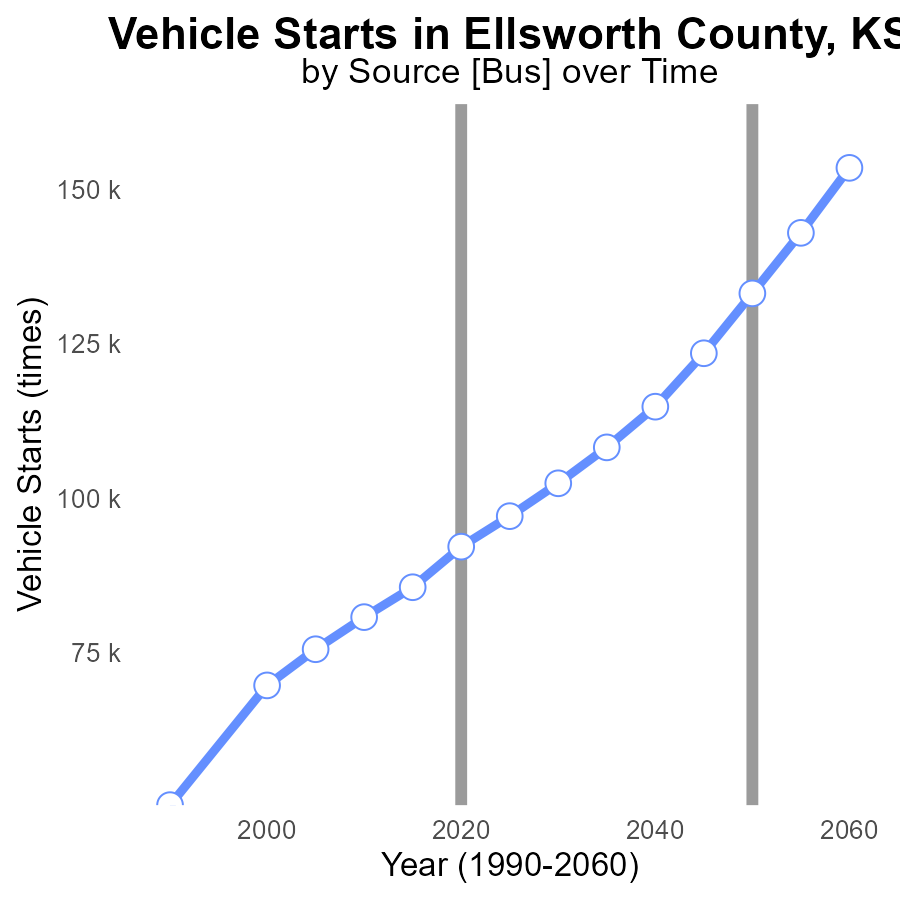 Vehicle Starts in Ellsworth County, KS
by Source [Bus] over Time
Vehicle Starts (times)
150 k
125 k
100 k
75 k
2000 2020 2040 2060
Year (1990-2060)